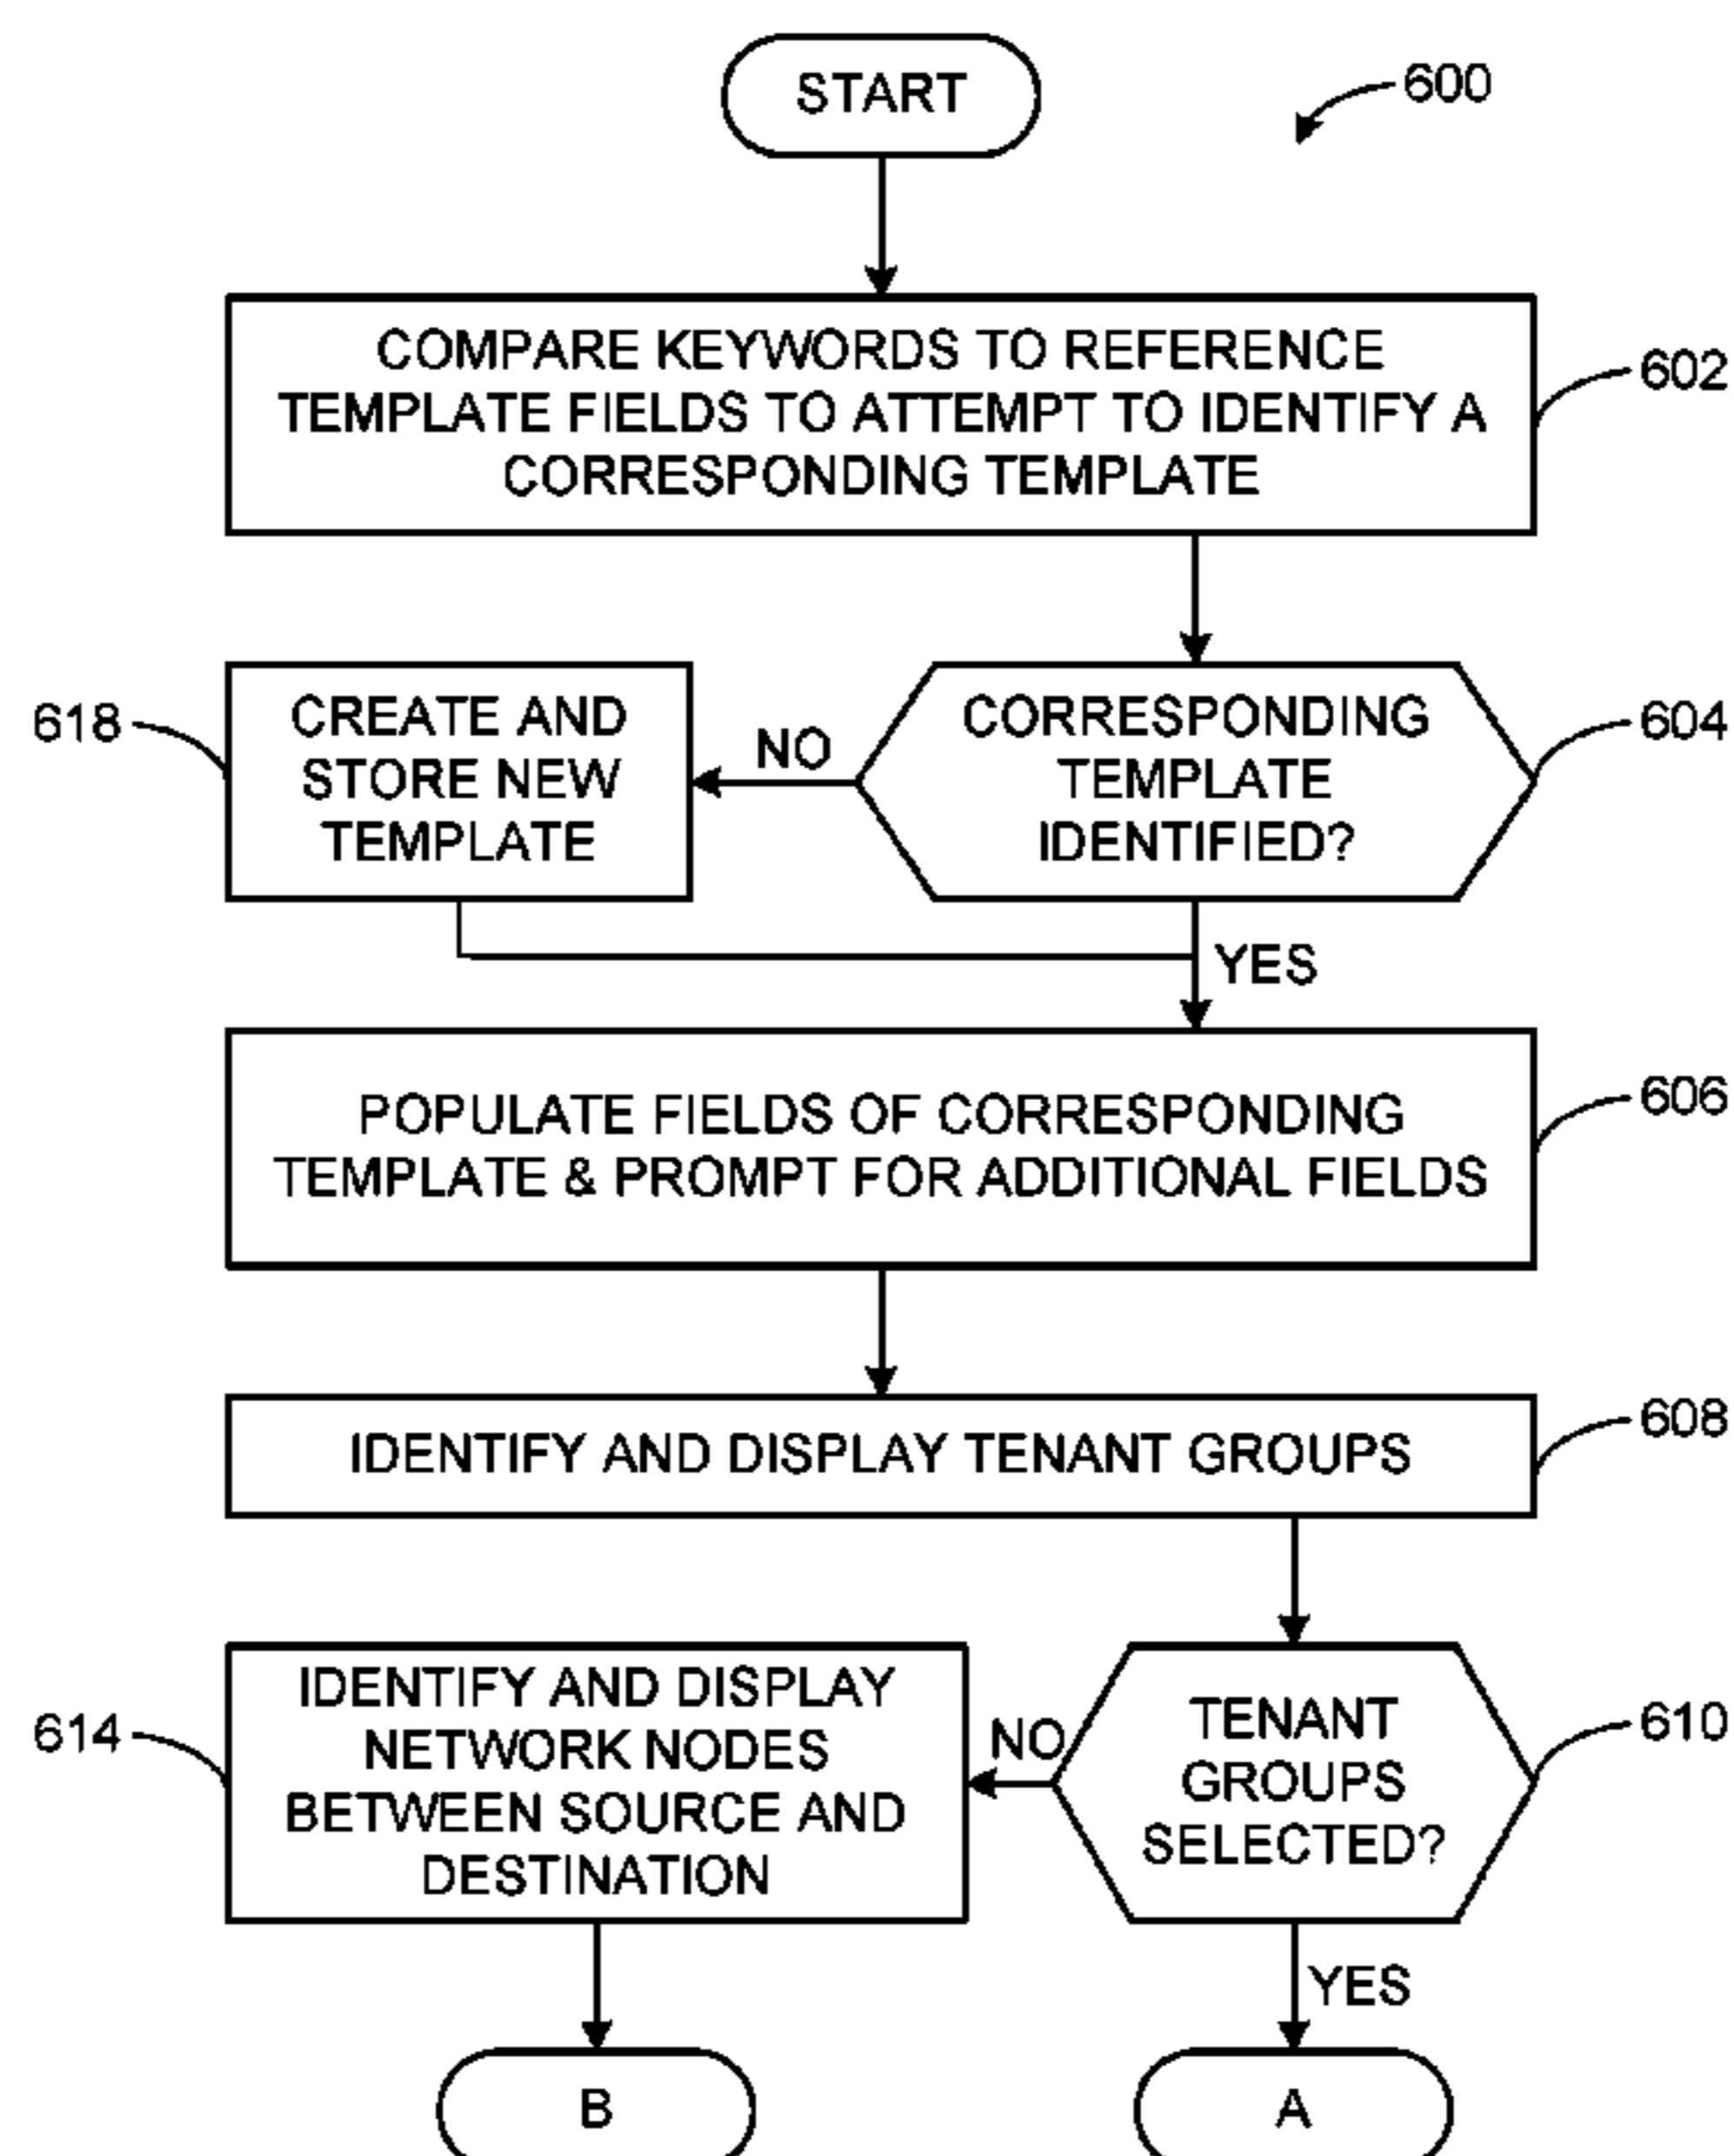 START
600
COMPARE KEYWORDS TO REFERENCE
TEMPLATE FIELDS TO ATTEMPT TO IDENTIFY A
CORRESPONDING TEMPLATE
602
618
CREATE AND
STORE NEW
TEMPLATE
NO
CORRESPONDING
TEMPLATE
IDENTIFIED?
604
YES
POPULATE FIELDS OF CORRESPONDING
TEMPLATE & PROMPT FOR ADDITIONAL FIELDS
606
IDENTIFY AND DISPLAY TENANT GROUPS
608
614
IDENTIFY AND DISPLAY
NETWORK NODES
BETWEEN SOURCE AND
DESTINATION
NO
TENANT
GROUPS
SELECTED?
610
YES
B
A